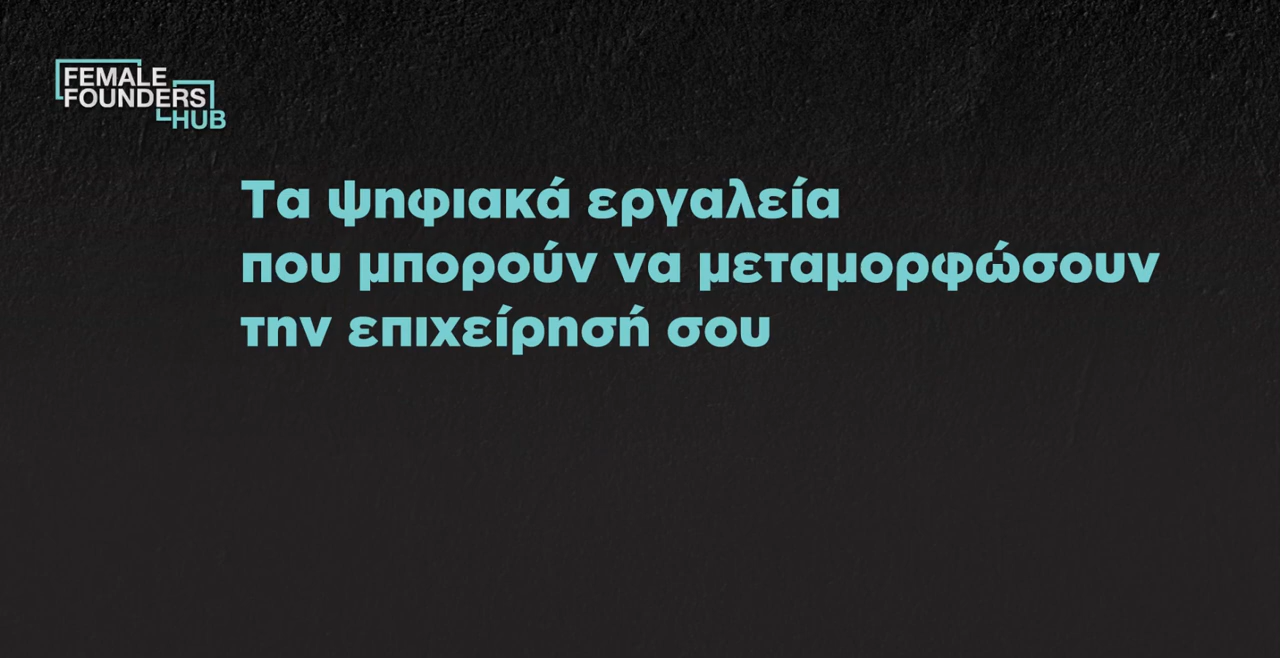 FEMALE
FOUNDERS
HUB
Τα ψηφιακά εργαλεία
που μπορούν να μεταμορφώσουν
την επιχείρησή σου